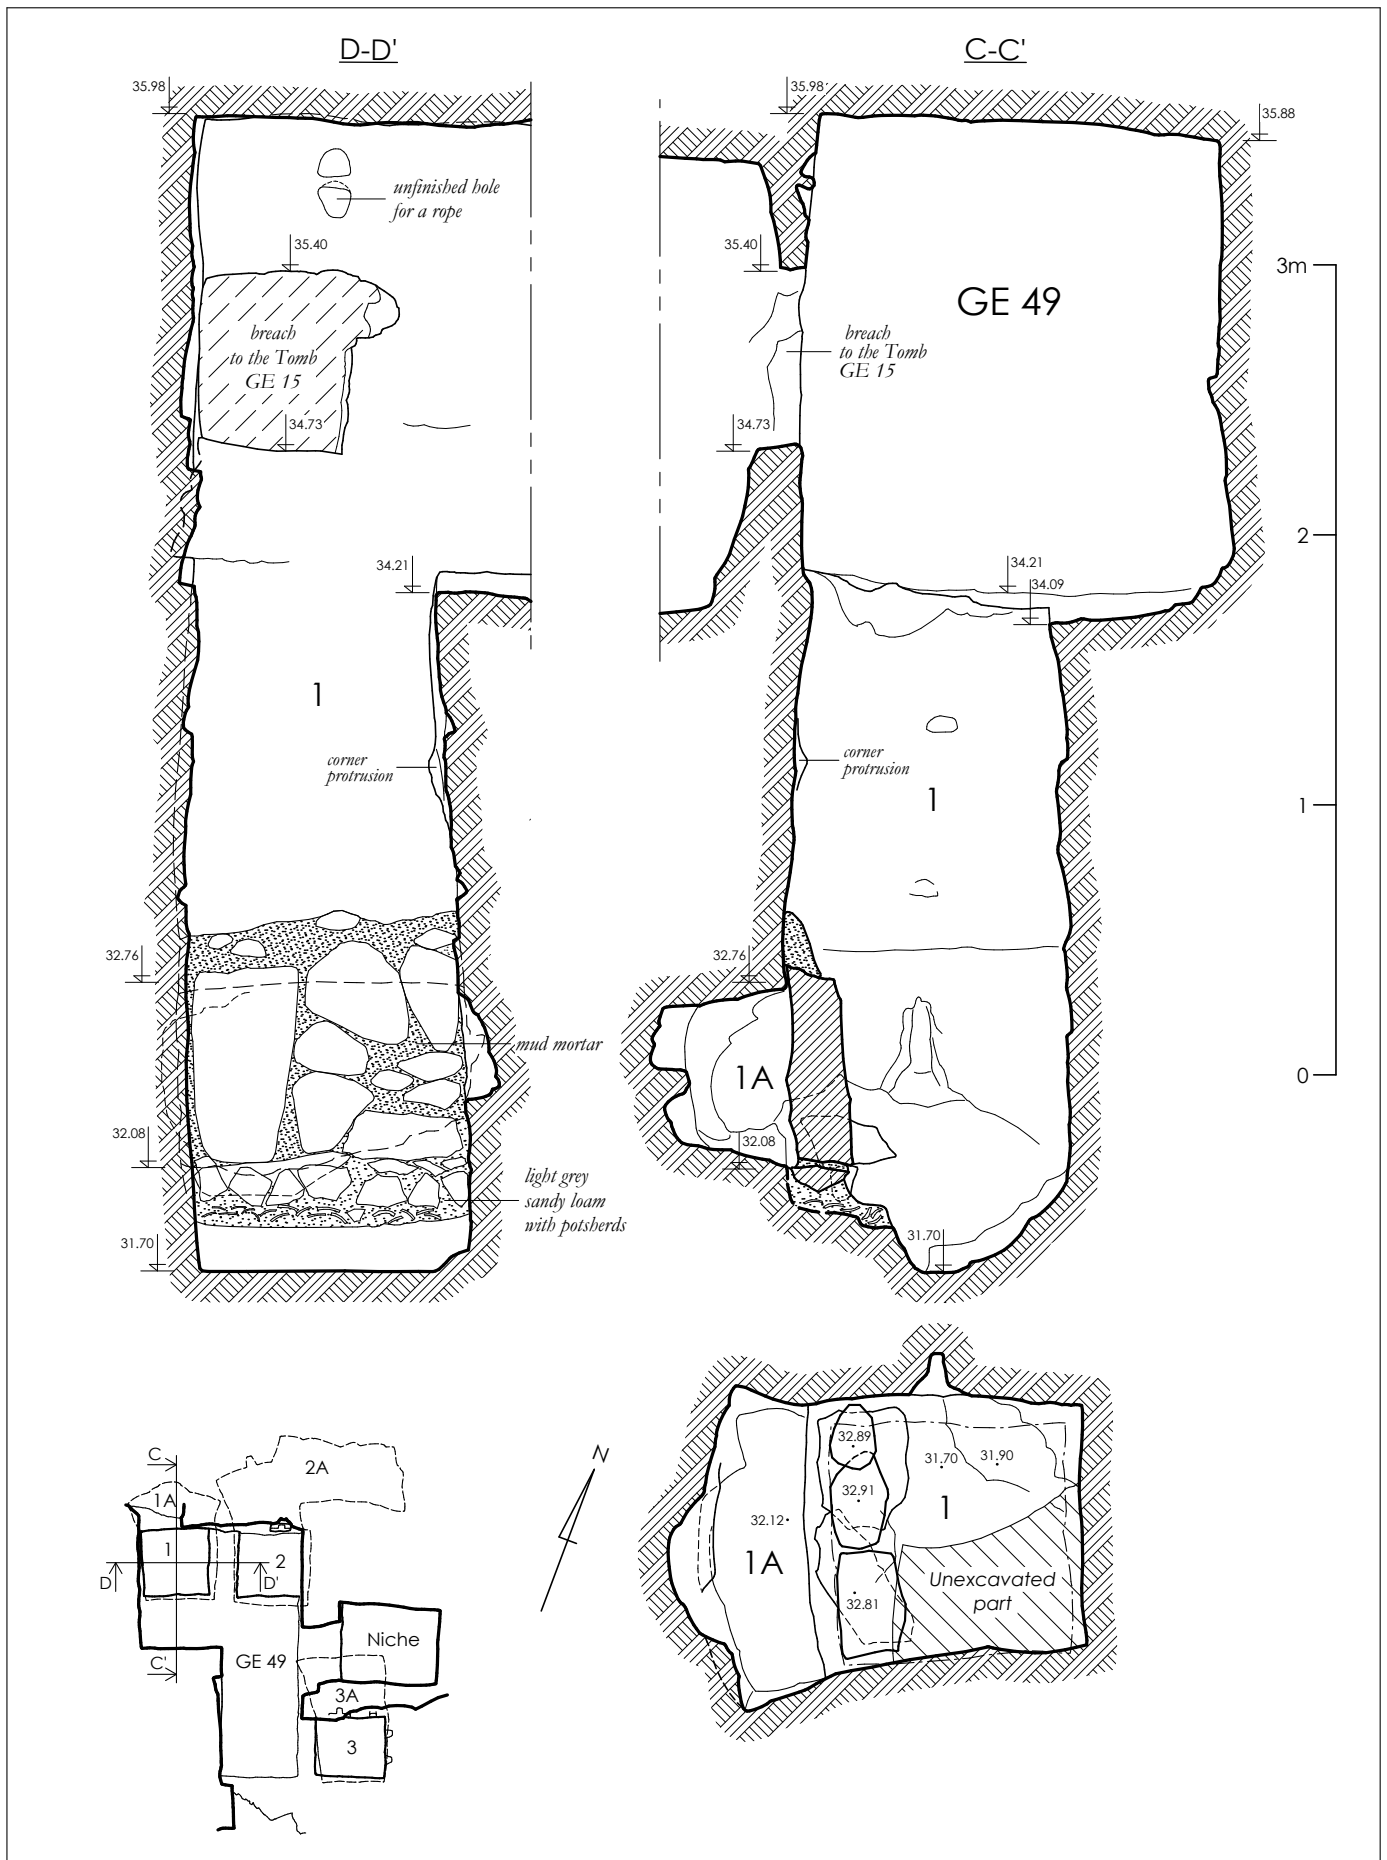 D-D'
C-C'
35.98
35.98
35.88
unfinished hole
for a rope
35.40
35.40
3m
GE 49
breach
to the Tomb
GE 15
breach
to the Tomb
GE 15
34.73
34.73
2
34.21
34.21
34.09
1
corner
protrusion
corner
protrusion
1
1
32.76
32.76
mud mortar
1A
0
32.08
32.08
light grey
sandy loam
with potsherds
31.70
31.70
C
2A
1A
1
2
D
D'
C'
GE 49
Niche
3A
3
N
32.89
31.70
31.90
32.91
1
32.12
1A
32.81
Unexcavated
part